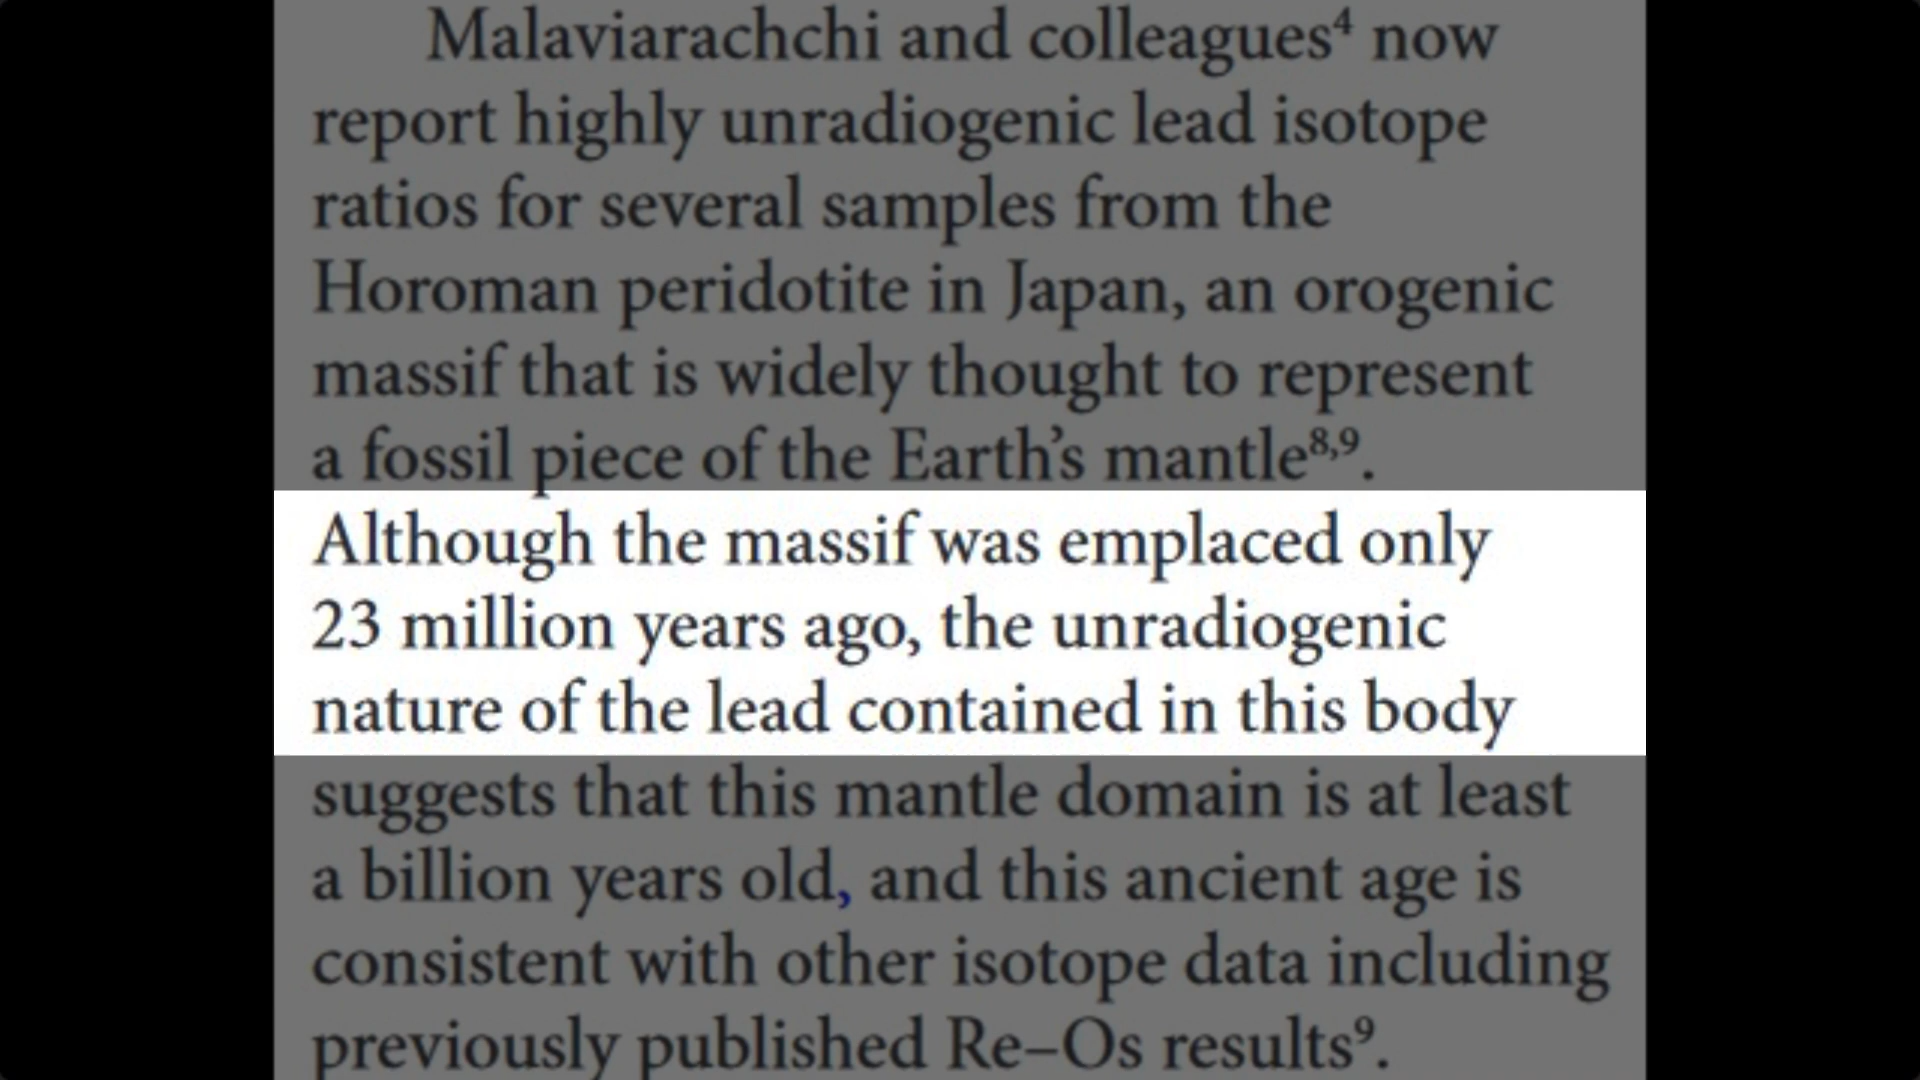 Malaviarachchi and colleagues⁴ now
report highly unradiogenic lead isotope
ratios for several samples from the
Horoman peridotite in Japan, an orogenic
massif that is widely thought to represent
a fossil piece of the Earth’s mantle⁸,⁹.
Although the massif was emplaced only
23 million years ago, the unradiogenic
nature of the lead contained in this body
suggests that this mantle domain is at least
a billion years old, and this ancient age is
consistent with other isotope data including
previously published Re–Os results⁹.